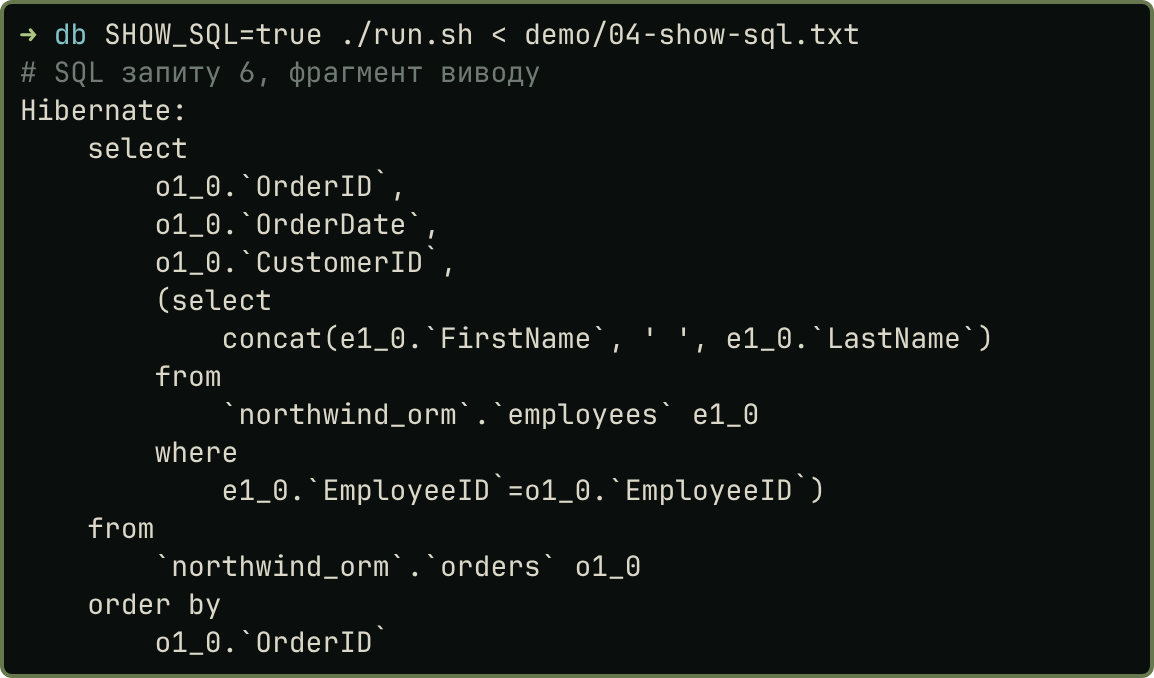 ➜ db SHOW_SQL=true ./run.sh < demo/04-show-sql.txt
# SQL запиту 6, фрагмент виводу
Hibernate:
    select
        o1_0.`OrderID`,
        o1_0.`OrderDate`,
        o1_0.`CustomerID`,
        (select
            concat(e1_0.`FirstName`, ' ', e1_0.`LastName`)
        from
            `northwind_orm`.`employees` e1_0
        where
            e1_0.`EmployeeID`=o1_0.`EmployeeID`)
    from
        `northwind_orm`.`orders` o1_0
    order by
        o1_0.`OrderID`